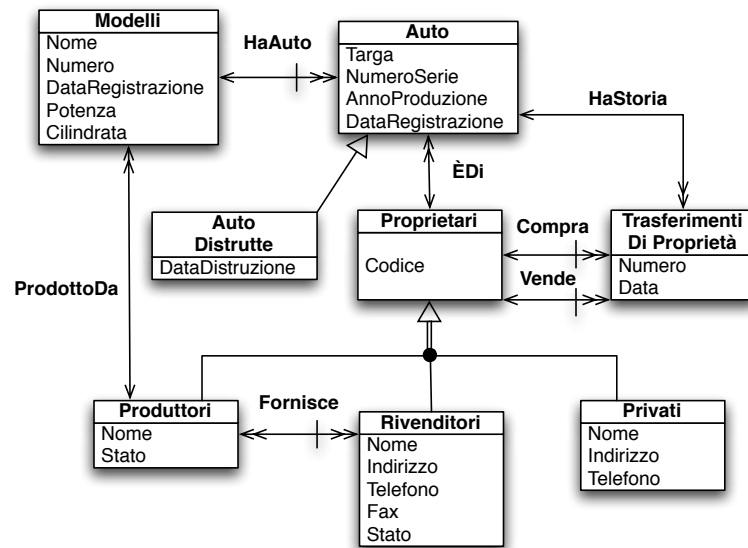 Modelli
Nome
Numero
DataRegistrazione
Potenza
Cilindrata
HaAuto
Auto
Targa
NumeroSerie
AnnoProduzione
DataRegistrazione
HaStoria
ÈDi
Auto
Distrutte
DataDistruzione
Proprietari
Codice
Compra
Vende
Trasferimenti
Di Proprietà
Numero
Data
ProdottoDa
Produttori
Nome
Stato
Fornisce
Rivenditori
Nome
Indirizzo
Telefono
Fax
Stato
Privati
Nome
Indirizzo
Telefono